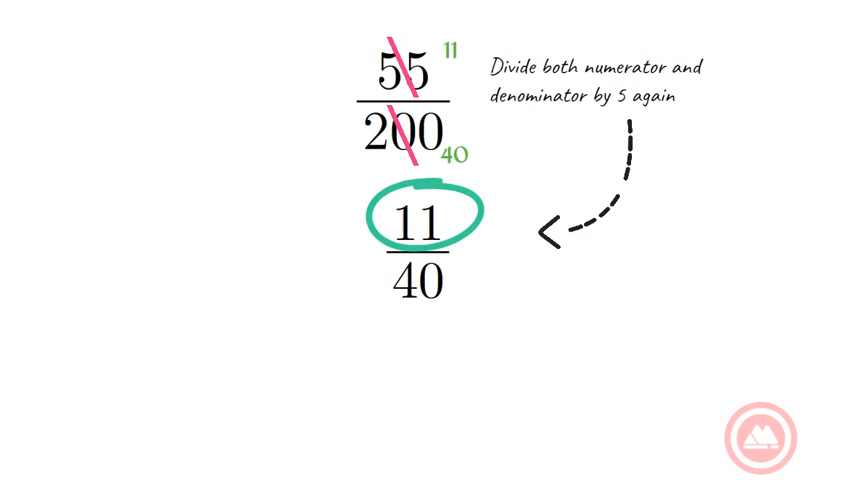 55 11
Divide both numerator and
denominator by 5 again
200 40
11
40